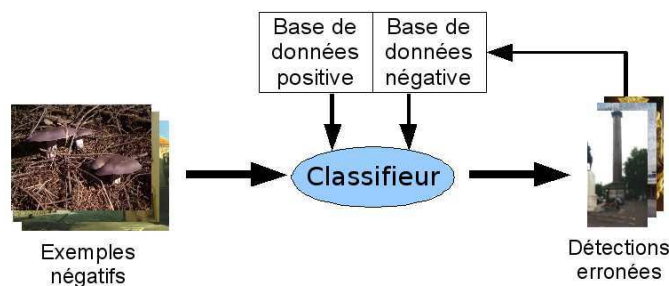 Base de
données
positive
Base de
données
négative
Classifieur
Exemples
négatifs
Détections
erronées